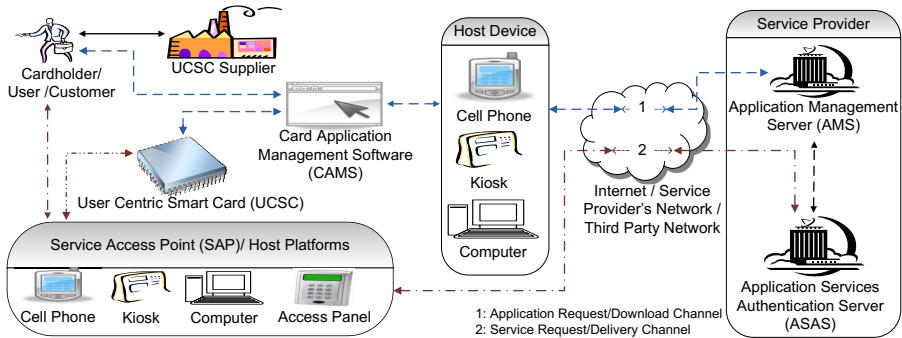 Cardholder/
User /Customer
UCSC Supplier
Card Application
Management Software
(CAMS)
User Centric Smart Card (UCSC)
Service Access Point (SAP)/ Host Platforms
Cell Phone
Kiosk
Computer
Access Panel
Host Device
Cell Phone
Kiosk
Computer
1
2
Internet / Service
Provider's Network /
Third Party Network
1: Application Request/Download Channel
2: Service Request/Delivery Channel
Service Provider
Application Management
Server (AMS)
Application Services
Authentication Server
(ASAS)